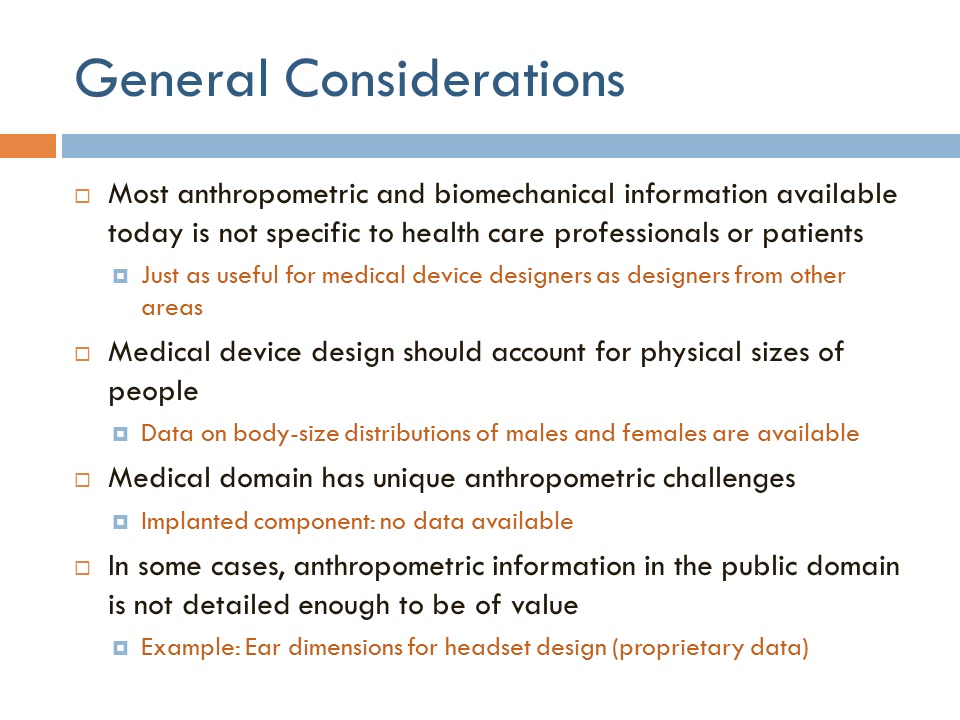 General Considerations
Most anthropometric and biomechanical information available
today is not specific to health care professionals or patients
Just as useful for medical device designers as designers from other
areas
Medical device design should account for physical sizes of
people
Data on body-size distributions of males and females are available
Medical domain has unique anthropometric challenges
Implanted component: no data available
In some cases, anthropometric information in the public domain
is not detailed enough to be of value
Example: Ear dimensions for headset design (proprietary data)